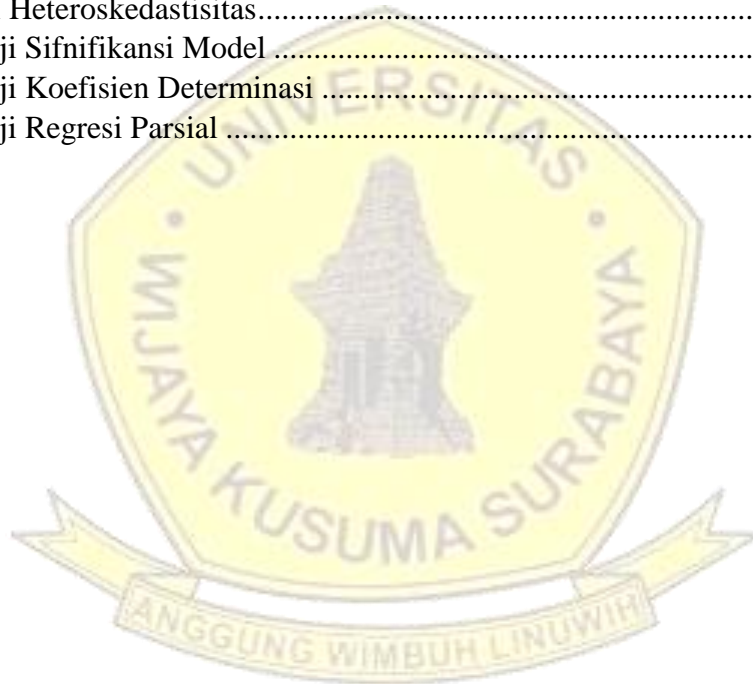 Heteroskedastisitas..........................................................
ji Sifnifikansi Model ........................................................
ji Koefisien Determinasi ..................................................
ji Regresi Parsial ..............................................................
UNIVERSITAS
WIJAYA KUSUMA SURABAYA
ANGGUNG WIMBUH LINUWIH